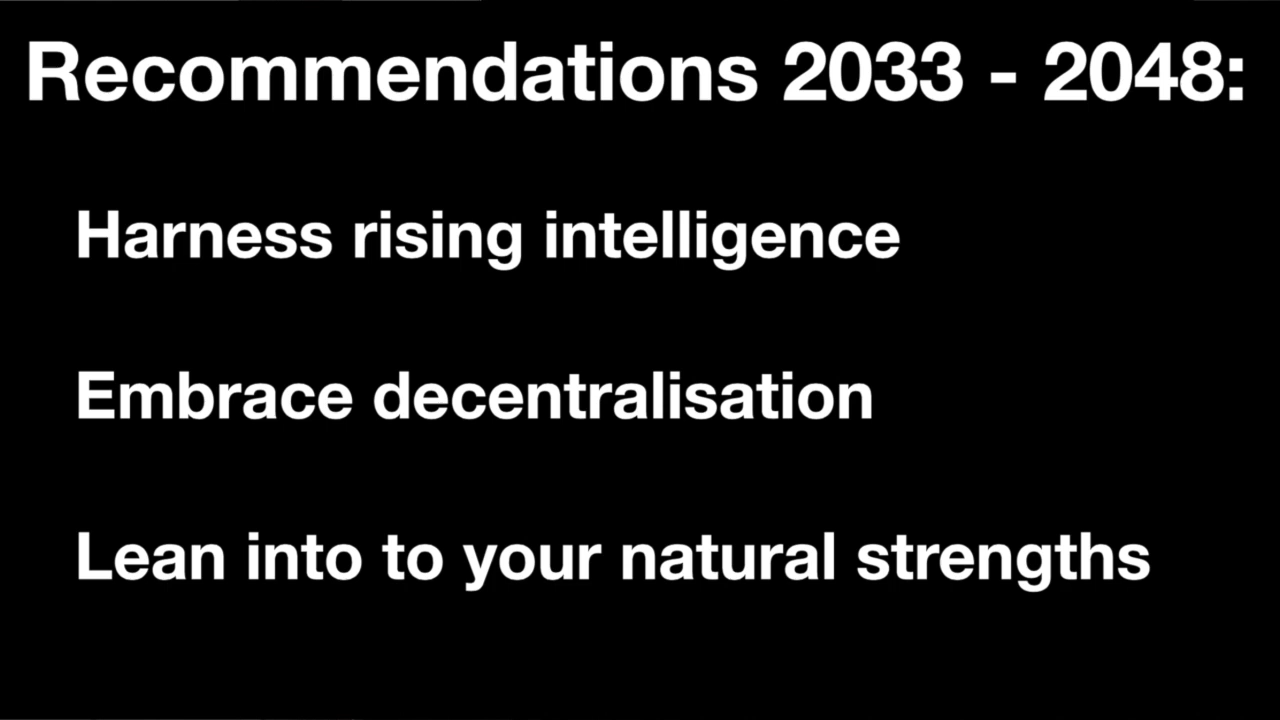 Recommendations 2033 - 2048:
Harness rising intelligence
Embrace decentralisation
Lean into to your natural strengths